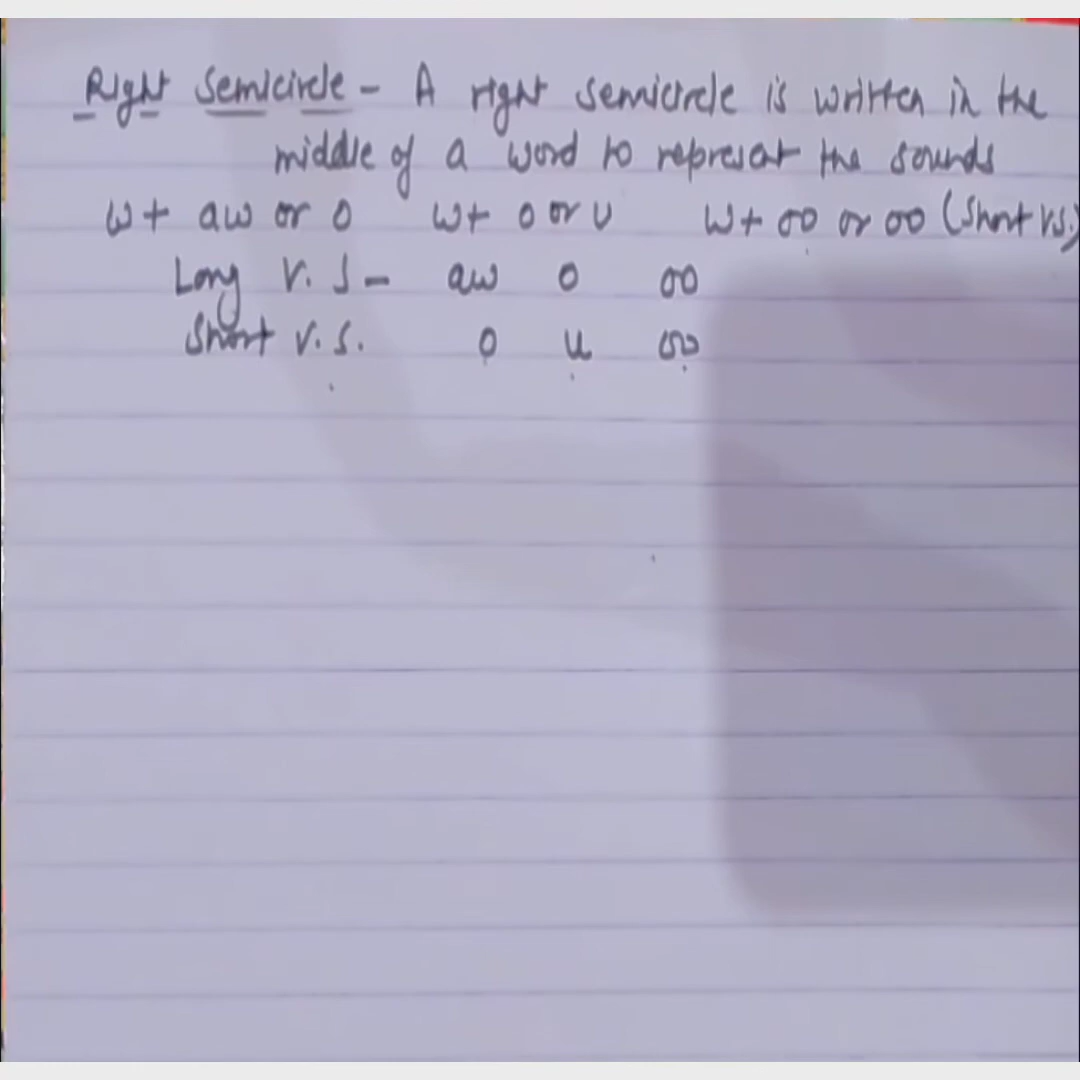 Right Semicircle - A right semicircle is written in the
middle of a word to represent the sounds
w+ aw or o w+ o or u w+ oo or oo (Short v.s.)
Long V.S - aw o oo
Short V.S. o u oo